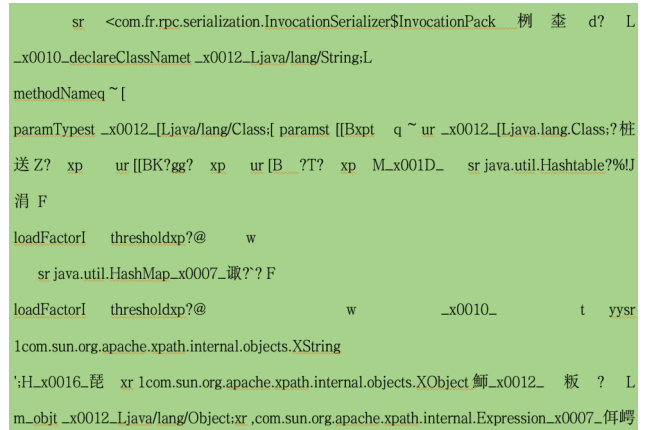 sr <com.fr.rpc.serialization.InvocationSerializer$InvocationPack 栵 桽 d? L
_x0010_declareClassNamet _x0012_Ljava/lang/String;L
methodNameq ~ [
paramTypest _x0012_[Ljava/lang/Class;[ paramst [[Bxpt q ~ ur _x0012_[Ljava.lang.Class;?桩
送 Z? xp ur [[BK?gg? xp ur [B ?T? xp M_x001D_ sr java.util.Hashtable?%!J
涓 F
loadFactorI thresholdxp?@ w
sr java.util.HashMap_x0007_诹?`? F
loadFactorI thresholdxp?@ w _x0010_ t yysr
1com.sun.org.apache.xpath.internal.objects.XString
';H_x0016_琵 xr 1com.sun.org.apache.xpath.internal.objects.XObject 鰤_x0012_ 粄 ? L
m_objt _x0012_Ljava/lang/Object;xr ,com.sun.org.apache.xpath.internal.Expression_x0007_佴崿